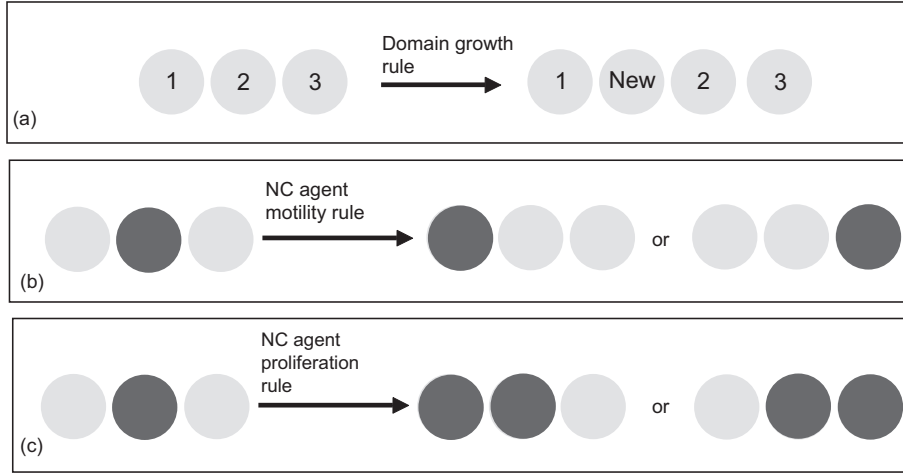 Domain growth
rule
1 2 3
1 New 2 3
(a)
NC agent
motility rule
or
(b)
NC agent
proliferation
rule
or
(c)